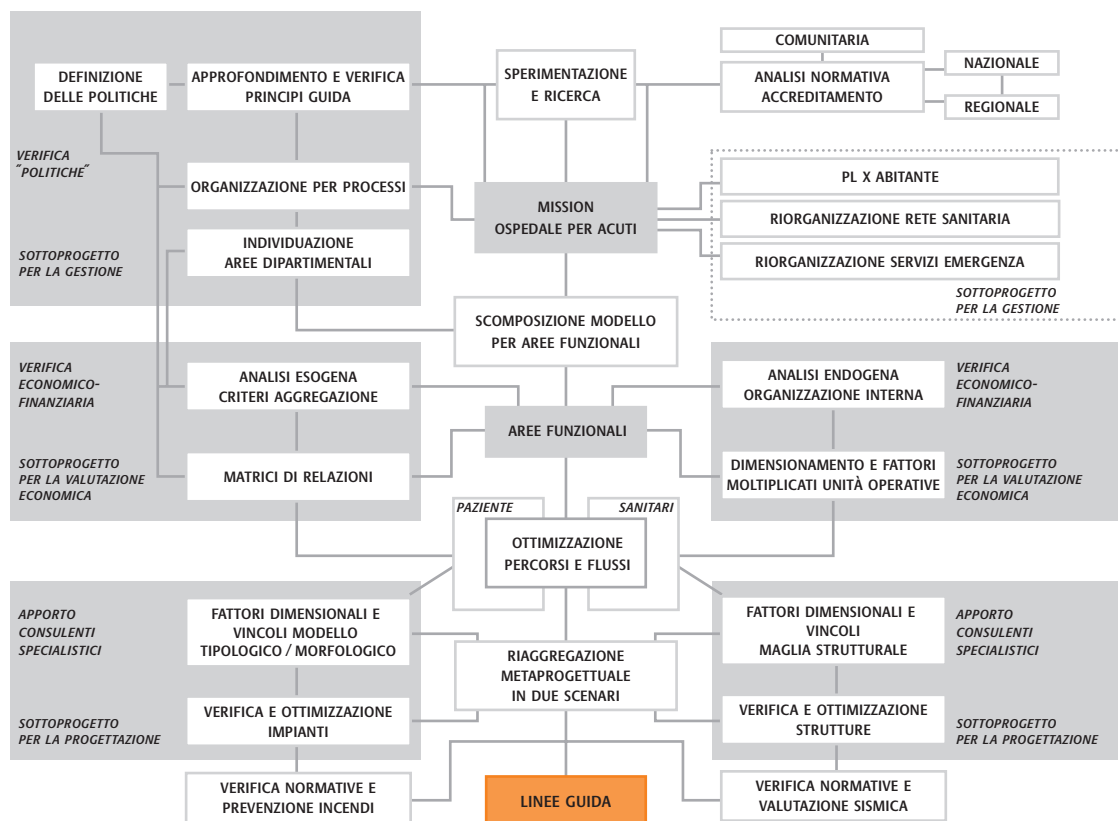 COMUNITARIA
DEFINIZIONE
DELLE POLITICHE
APPROFONDIMENTO E VERIFICA
PRINCIPI GUIDA
SPERIMENTAZIONE
E RICERCA
ANALISI NORMATIVA
ACCREDITAMENTO
NAZIONALE
REGIONALE
VERIFICA
"POLITICHE"
ORGANIZZAZIONE PER PROCESSI
MISSION
OSPEDALE PER ACUTI
PL X ABITANTE
RIORGANIZZAZIONE RETE SANITARIA
RIORGANIZZAZIONE SERVIZI EMERGENZA
SOTTOPROGETTO
PER LA GESTIONE
INDIVIDUAZIONE
AREE DIPARTIMENTALI
SOTTOPROGETTO
PER LA GESTIONE
SCOMPOSIZIONE MODELLO
PER AREE FUNZIONALI
VERIFICA
ECONOMICO-
FINANZIARIA
ANALISI ESOGENA
CRITERI AGGREGAZIONE
ANALISI ENDOGENA
ORGANIZZAZIONE INTERNA
VERIFICA
ECONOMICO-
FINANZIARIA
AREE FUNZIONALI
SOTTOPROGETTO
PER LA VALUTAZIONE
ECONOMICA
MATRICI DI RELAZIONI
DIMENSIONAMENTO E FATTORI
MOLTIPLICATI UNITÀ OPERATIVE
SOTTOPROGETTO
PER LA VALUTAZIONE
ECONOMICA
PAZIENTE
SANITARI
OTTIMIZZAZIONE
PERCORSI E FLUSSI
APPORTO
CONSULENTI
SPECIALISTICI
FATTORI DIMENSIONALI E
VINCOLI MODELLO
TIPOLOGICO / MORFOLOGICO
FATTORI DIMENSIONALI E
VINCOLI
MAGLIA STRUTTURALE
APPORTO
CONSULENTI
SPECIALISTICI
RIAGGREGAZIONE
METAPROGETTUALE
IN DUE SCENARI
SOTTOPROGETTO
PER LA PROGETTAZIONE
VERIFICA E OTTIMIZZAZIONE
IMPIANTI
VERIFICA E OTTIMIZZAZIONE
STRUTTURE
SOTTOPROGETTO
PER LA PROGETTAZIONE
VERIFICA NORMATIVE E
PREVENZIONE INCENDI
LINEE GUIDA
VERIFICA NORMATIVE E
VALUTAZIONE SISMICA